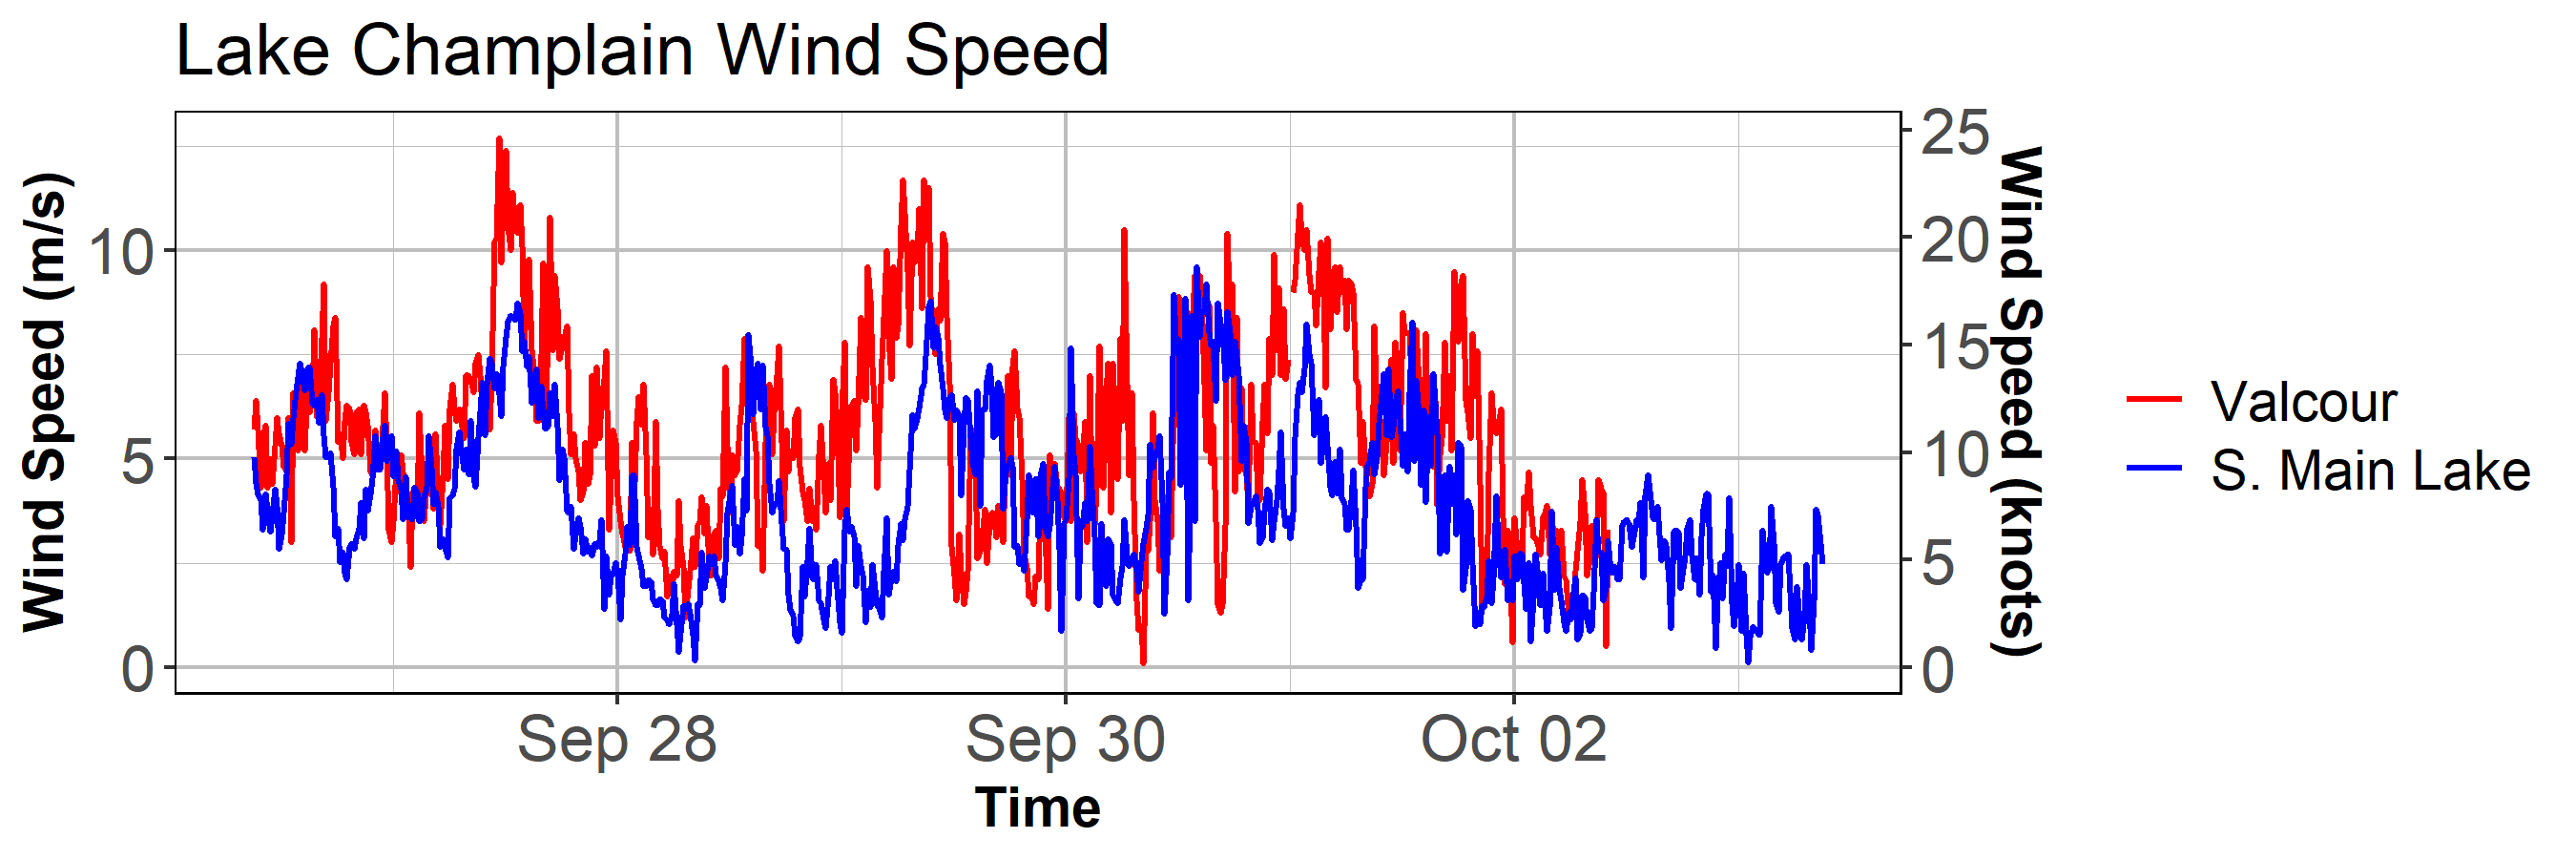 Lake Champlain Wind Speed
Wind Speed (m/s)
10
5
0
25
20
15
10
5
0
Wind Speed (knots)
Sep 28
Sep 30
Oct 02
Time
Valcour
S. Main Lake